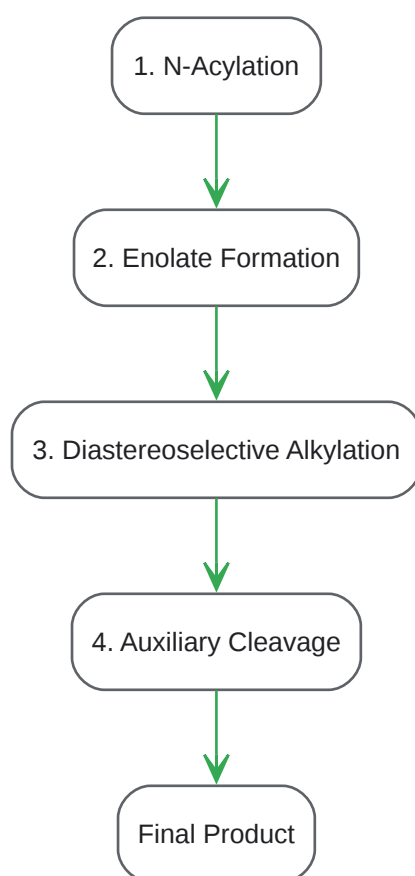 1. N-Acylation
2. Enolate Formation
3. Diastereoselective Alkylation
4. Auxiliary Cleavage
Final Product